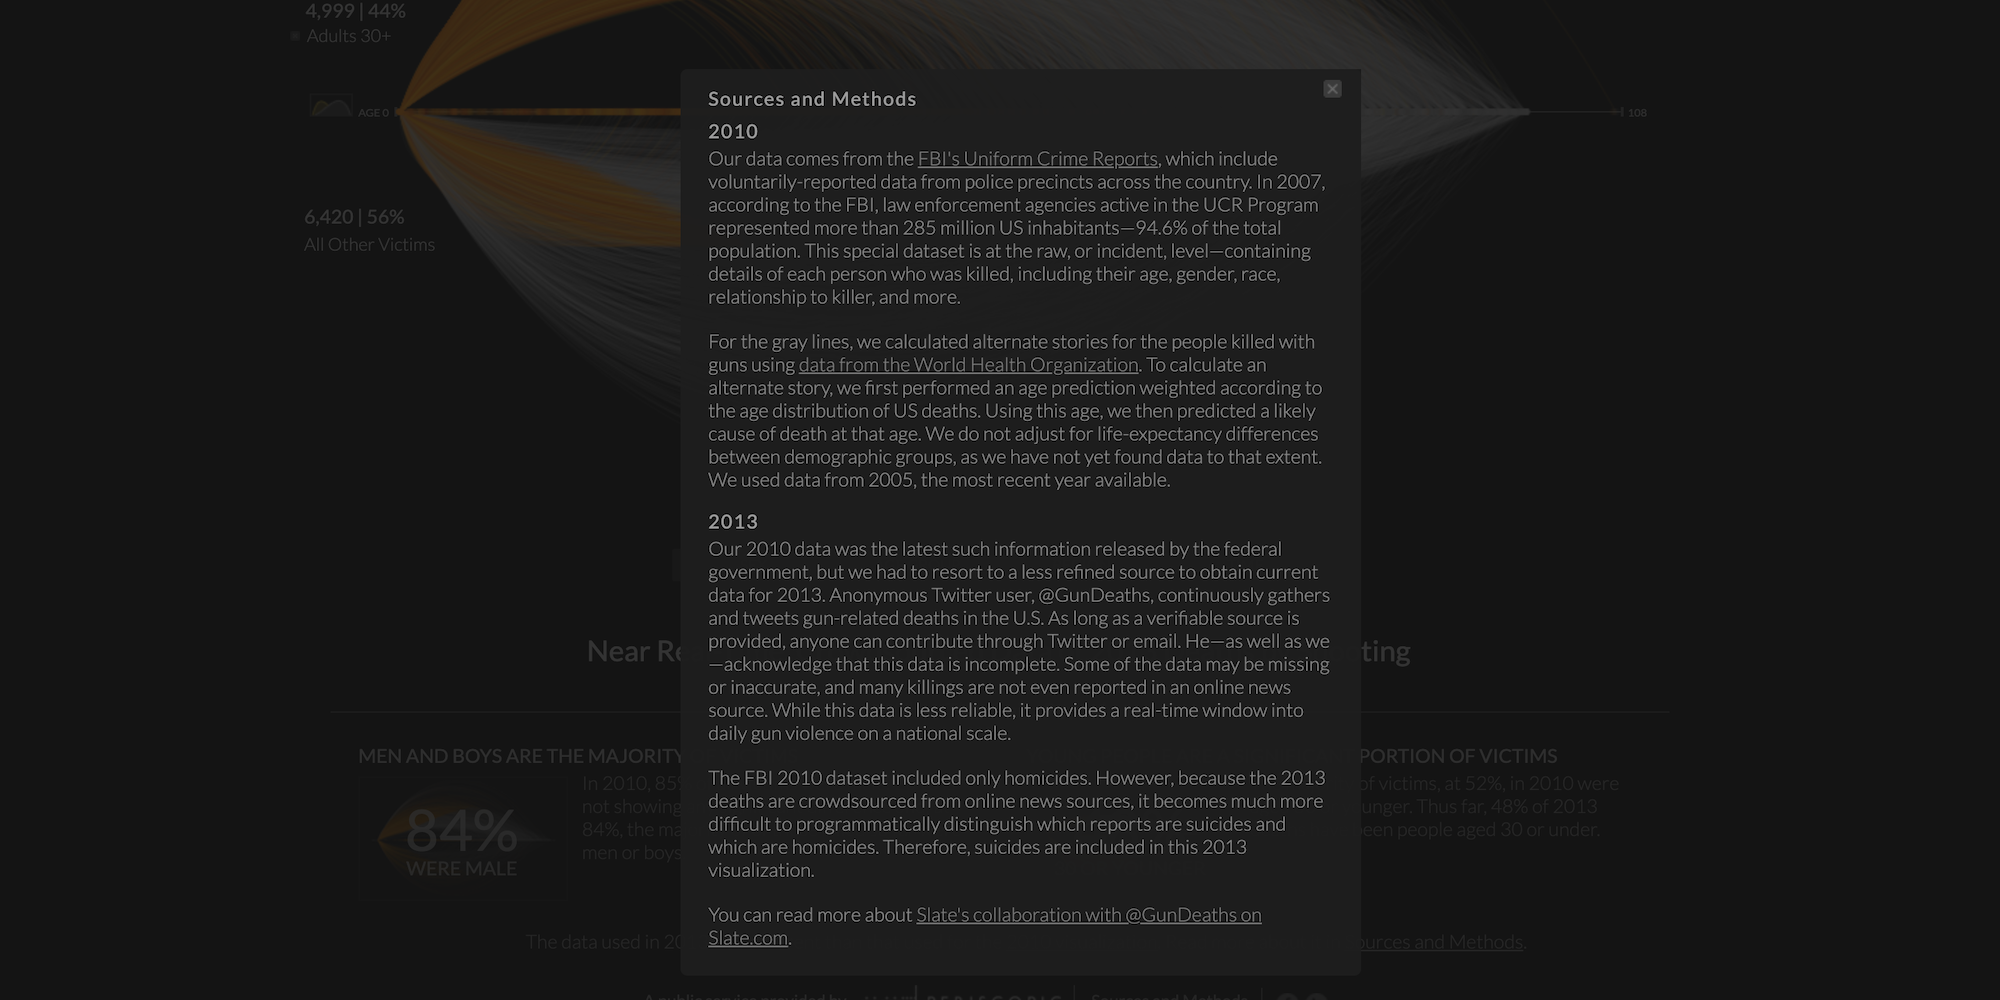 4,999 | 44%
Adults 30+
AGE 0
108
6,420 | 56%
All Other Victims
Sources and Methods
2010
Our data comes from the FBI's Uniform Crime Reports, which include
voluntarily-reported data from police precincts across the country. In 2007,
according to the FBI, law enforcement agencies active in the UCR Program
represented more than 285 million US inhabitants—94.6% of the total
population. This special dataset is at the raw, or incident, level—containing
details of each person who was killed, including their age, gender, race,
relationship to killer, and more.
For the gray lines, we calculated alternate stories for the people killed with
guns using data from the World Health Organization. To calculate an
alternate story, we first performed an age prediction weighted according to
the age distribution of US deaths. Using this age, we then predicted a likely
cause of death at that age. We do not adjust for life-expectancy differences
between demographic groups, as we have not yet found data to that extent.
We used data from 2005, the most recent year available.
2013
Our 2010 data was the latest such information released by the federal
government, but we had to resort to a less refined source to obtain current
data for 2013. Anonymous Twitter user, @GunDeaths, continuously gathers
and tweets gun-related deaths in the U.S. As long as a verifiable source is
provided, anyone can contribute through Twitter or email. He—as well as we
—acknowledge that this data is incomplete. Some of the data may be missing
or inaccurate, and many killings are not even reported in an online news
source. While this data is less reliable, it provides a real-time window into
daily gun violence on a national scale.
The FBI 2010 dataset included only homicides. However, because the 2013
deaths are crowdsourced from online news sources, it becomes much more
difficult to programmatically distinguish which reports are suicides and
which are homicides. Therefore, suicides are included in this 2013
visualization.
You can read more about Slate's collaboration with @GunDeaths on
Slate.com.
Near
MEN AND BOYS ARE THE MAJORITY
In 2010,
not showing
84%, the
men or boys
84%
WERE MALE
PORTION OF VICTIMS
of victims, at 52%, in 2010 were
Thus far, 48% of 2013
people aged 30 or under.
The data used in
and Methods.
Sources and Methods